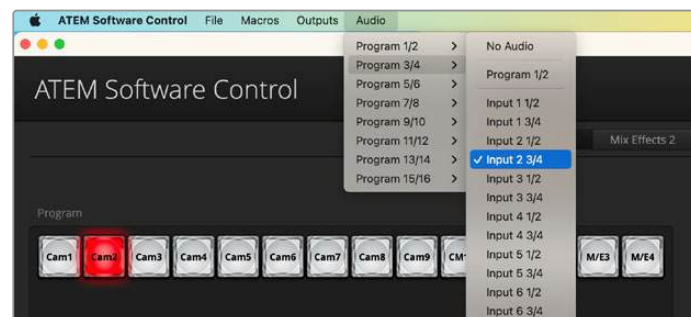 ATEM Software Control File Macros Outputs Audio
ATEM Software Control
Program 1/2
Program 3/4
Program 5/6
Program 7/8
Program 9/10
Program 11/12
Program 13/14
Program 15/16
No Audio
Program 1/2
Input 1 1/2
Input 1 3/4
Input 2 1/2
Input 2 3/4
Input 3 1/2
Input 3 3/4
Input 4 1/2
Input 4 3/4
Input 5 1/2
Input 5 3/4
Input 6 1/2
Input 6 3/4
Mix Effects 2
Program
Cam1 Cam2 Cam3 Cam4 Cam5 Cam6 Cam7 Cam8 Cam9 M/E3 M/E4